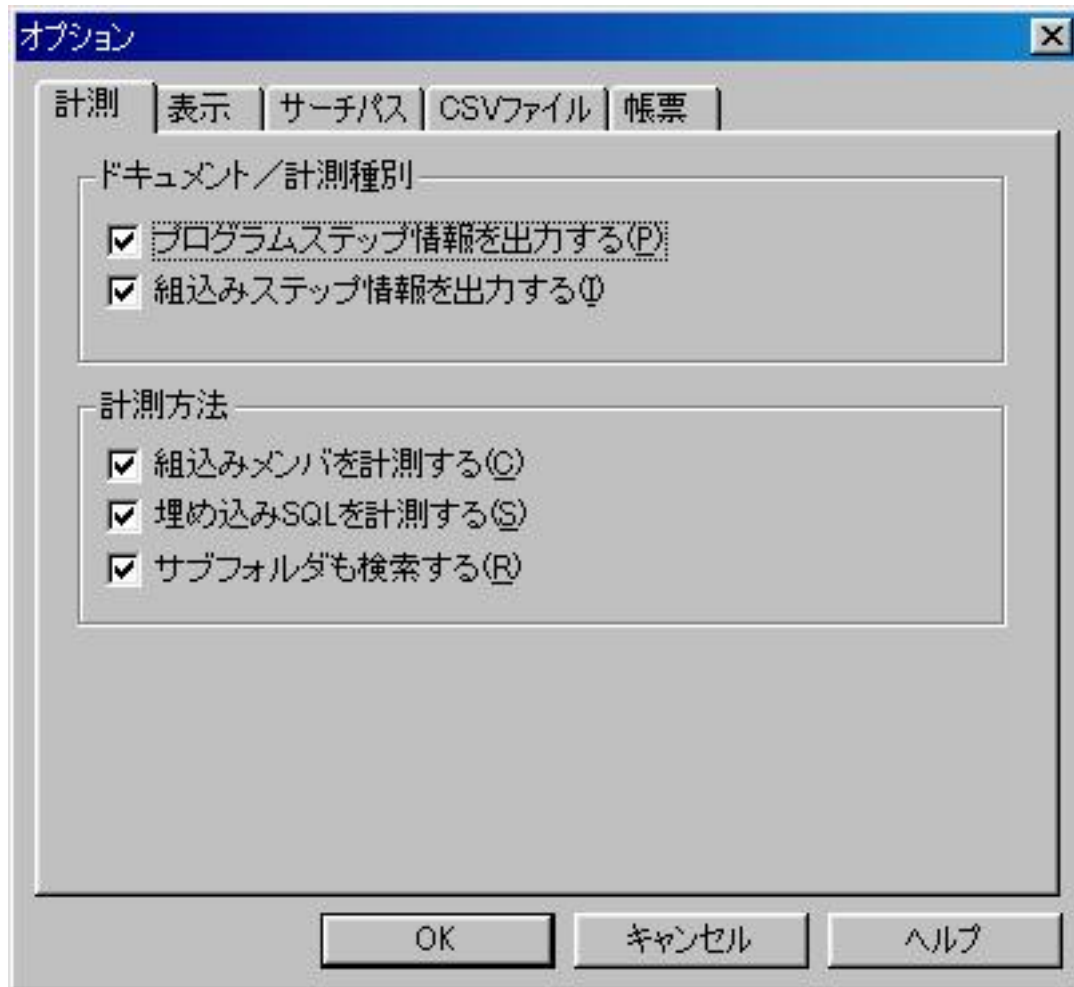 オプション
計測 表示 サーチパス CSVファイル 帳票
ドキュメント／計測種別
プログラムステップ情報を出力する(P)
組込みステップ情報を出力する(I)
計測方法
組込みメンバを計測する(C)
埋め込みSQLを計測する(S)
サブフォルダも検索する(R)
OK キャンセル ヘルプ